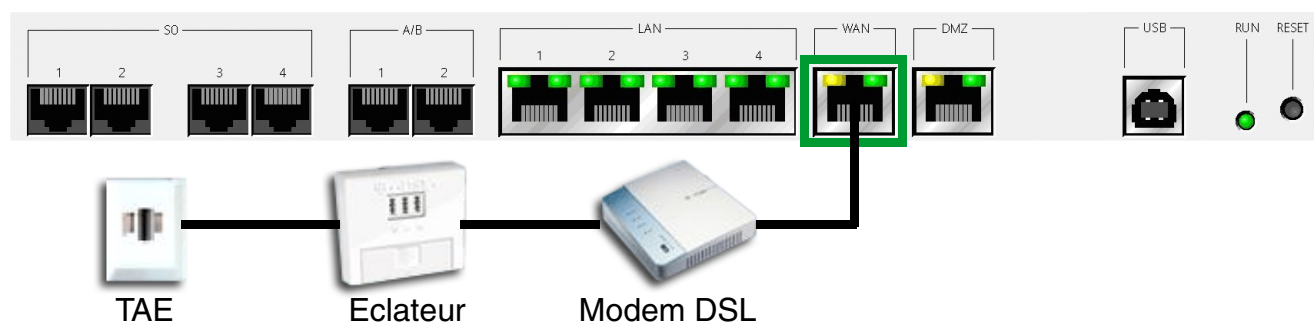 S0 A/B LAN WAN DMZ USB RUN RESET
1 2 3 4 1 2 1 2 3 4
TAE Eclateur Modem DSL